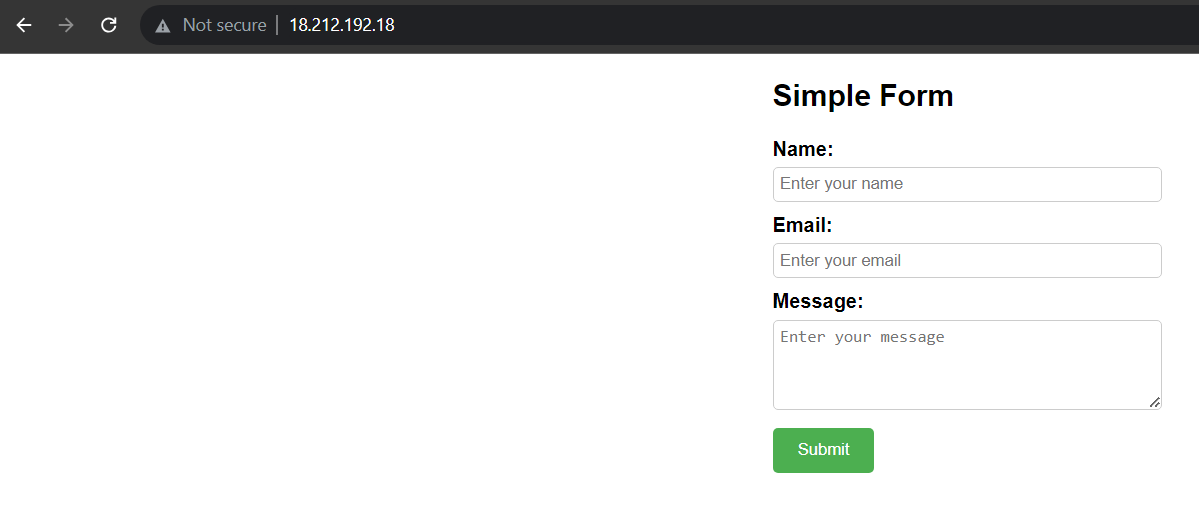 Not secure 18.212.192.18
Simple Form
Name:
Enter your name
Email:
Enter your email
Message:
Enter your message
Submit